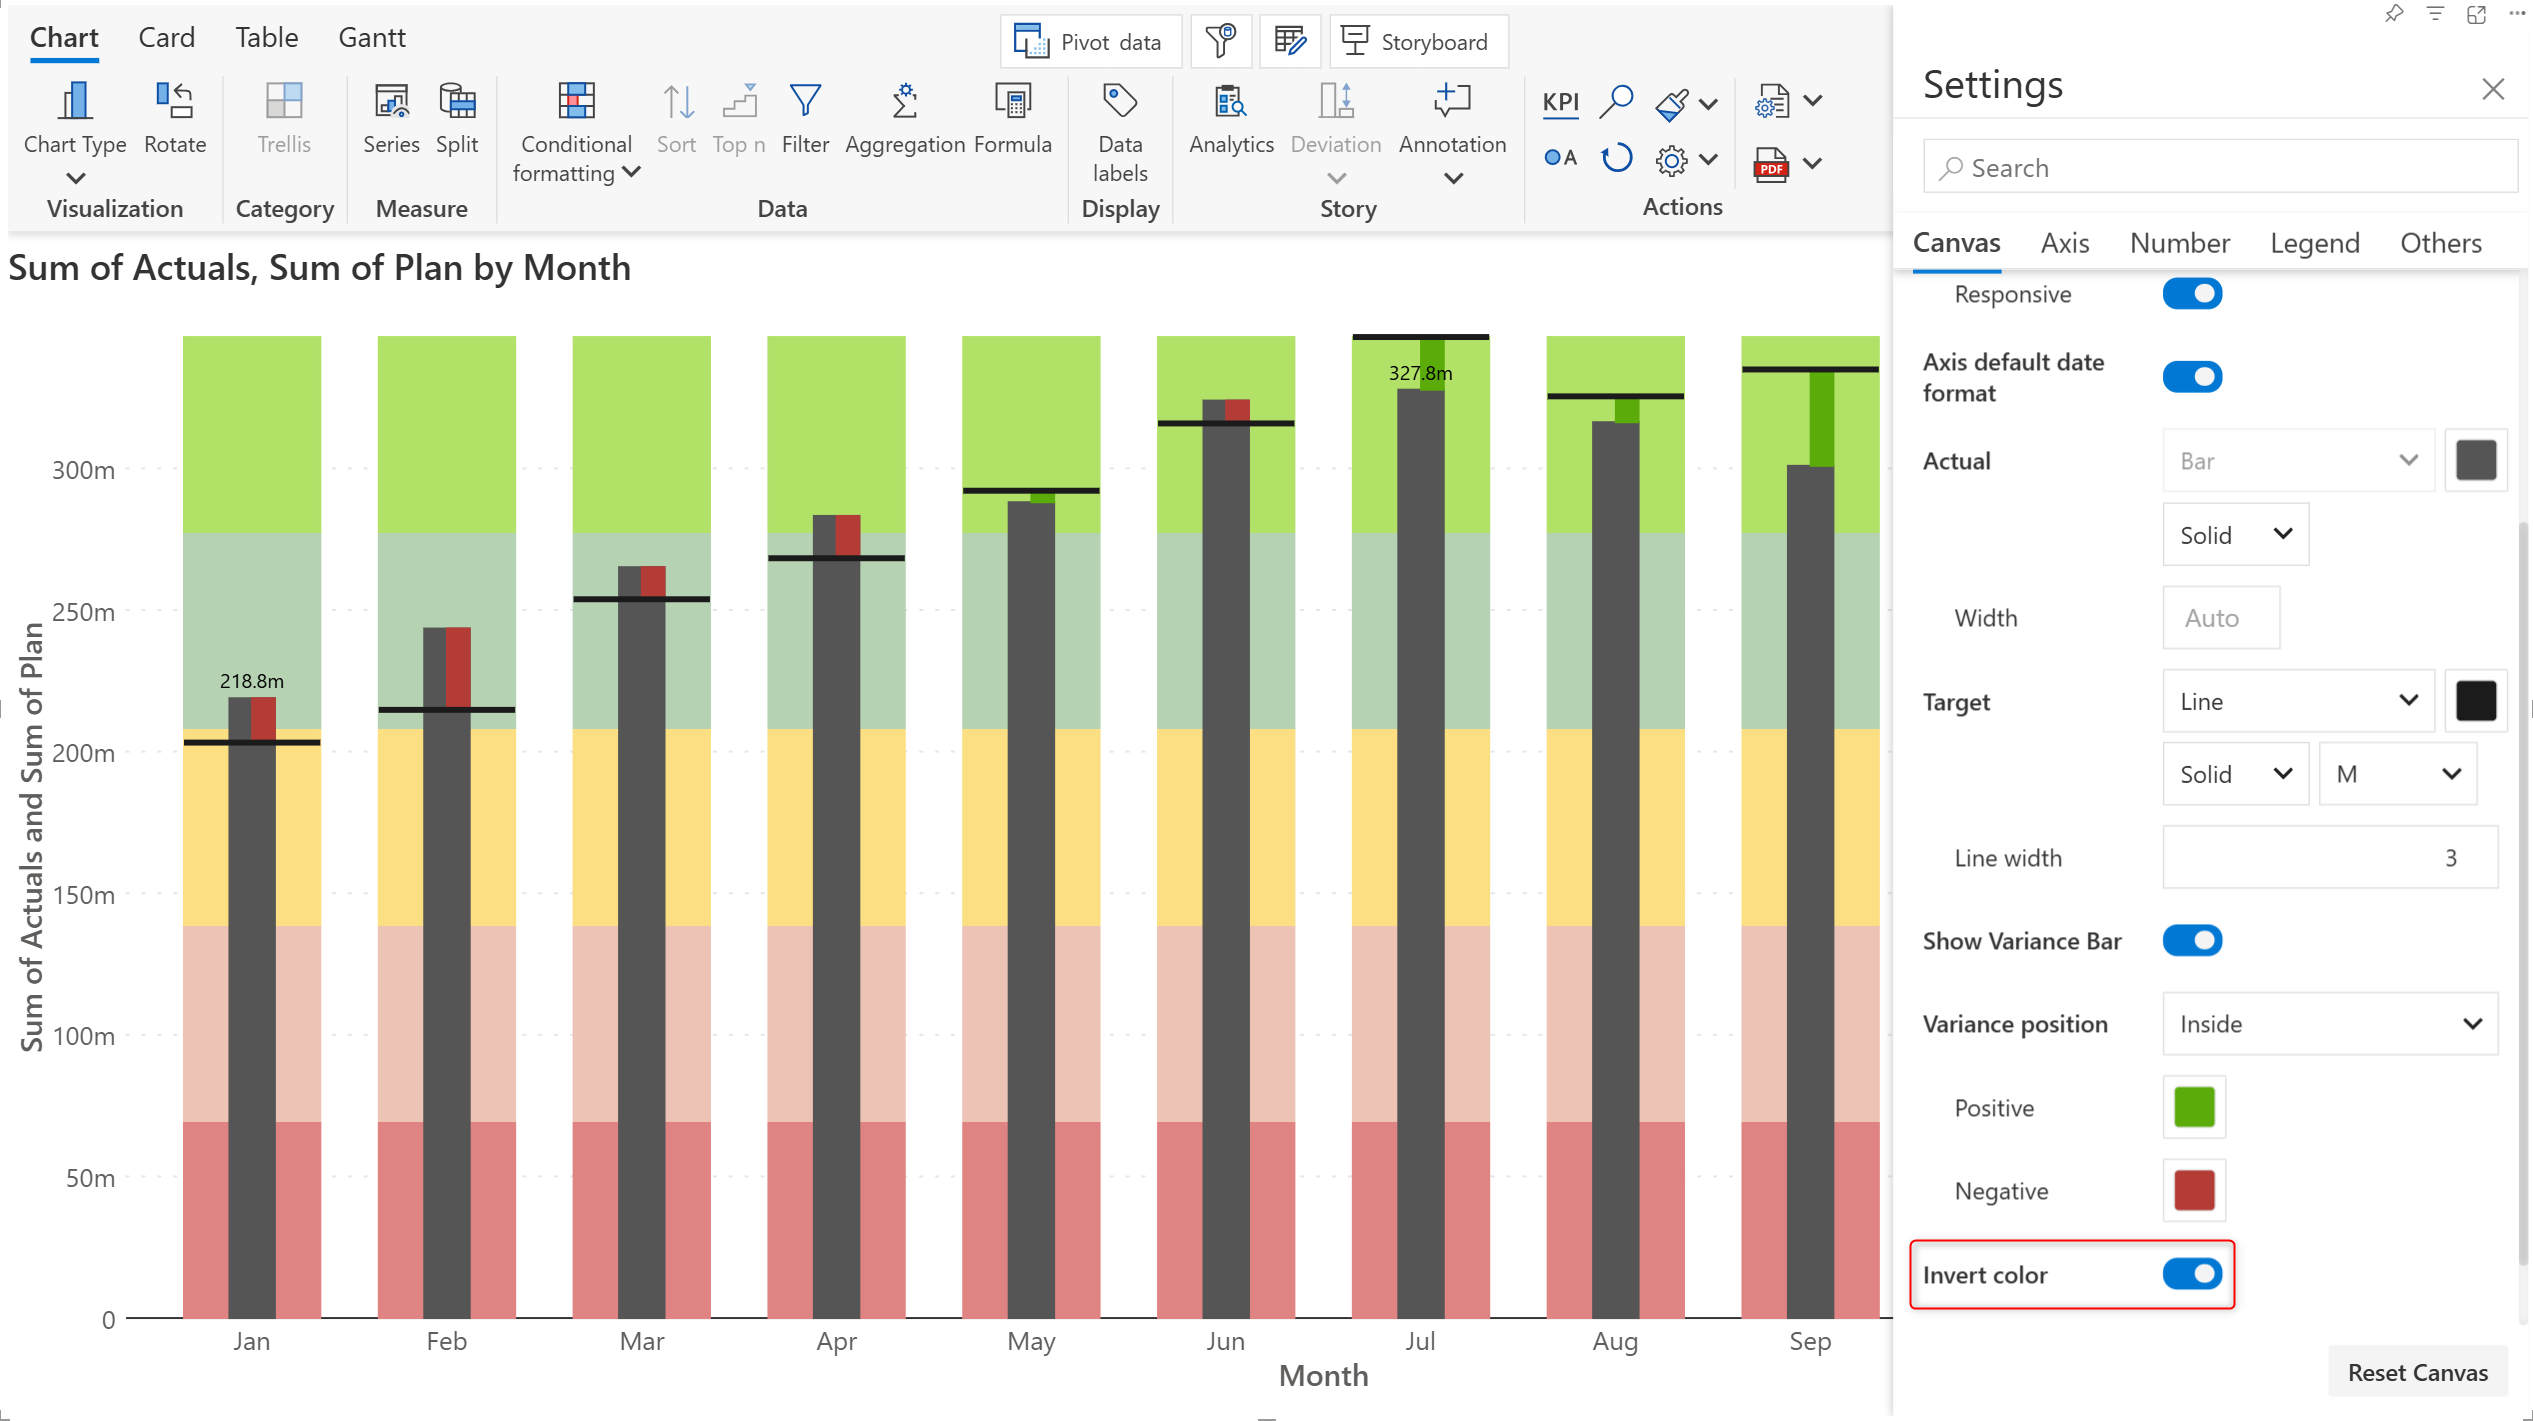 Chart Card Table Gantt
Pivot data Storyboard
Chart Type Rotate Trellis Series Split Conditional formatting Sort Top n Filter Aggregation Formula Data labels Analytics Deviation Annotation
KPI
A
PDF
Visualization Category Measure Data Display Story Actions
Sum of Actuals, Sum of Plan by Month
Sum of Actuals and Sum of Plan
300m
250m
200m
150m
100m
50m
0
218.8m
327.8m
Jan Feb Mar Apr May Jun Jul Aug Sep
Month
Settings
Search
Canvas Axis Number Legend Others
Responsive
Axis default date
format
Actual Bar
Solid
Width Auto
Target Line
Solid M
Line width 3
Show Variance Bar
Variance position Inside
Positive
Negative
Invert color
Reset Canvas